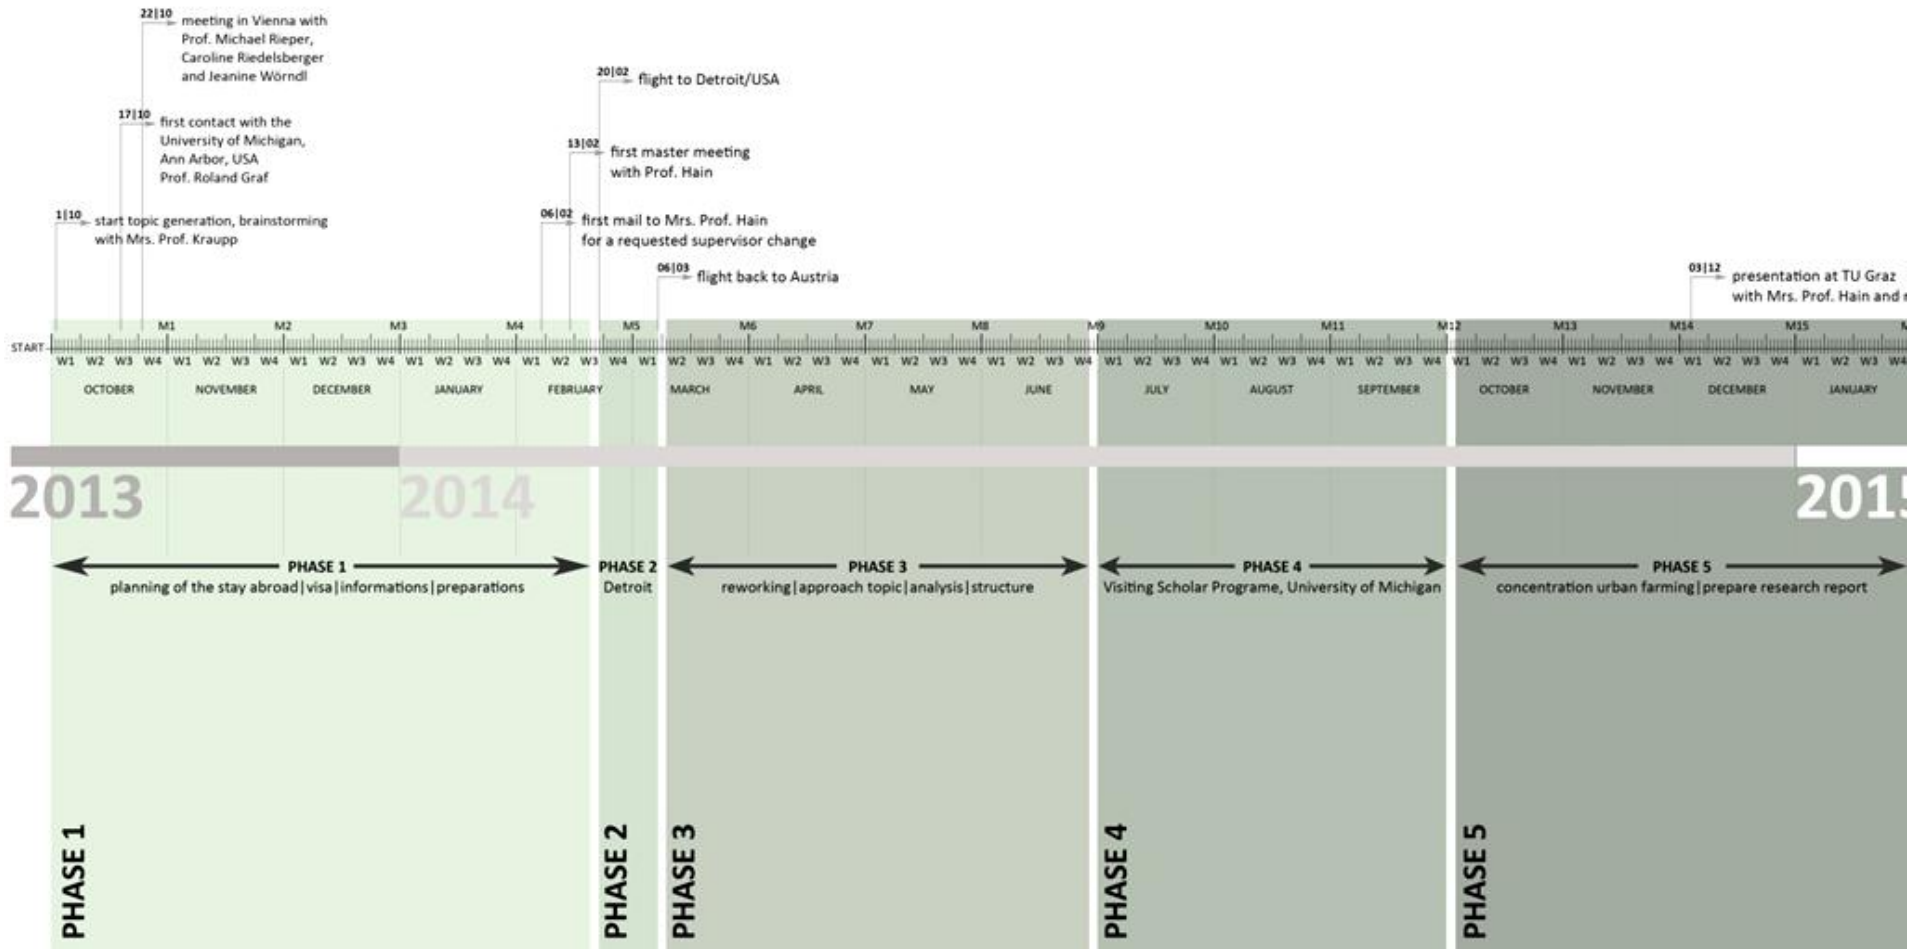 22|10
meeting in Vienna with
Prof. Michael Rieper,
Caroline Riedelsberger
and Jeanine Wörndl
17|10
first contact with the
University of Michigan,
Ann Arbor, USA
Prof. Roland Graf
1|10
start topic generation, brainstorming
with Mrs. Prof. Kraupp
20|02
flight to Detroit/USA
13|02
first master meeting
with Prof. Hain
06|02
first mail to Mrs. Prof. Hain
for a requested supervisor change
06|03
flight back to Austria
03|12
presentation at TU Graz
with Mrs. Prof. Hain and
M1 M2 M3 M4 M5 M6 M7 M8 M9 M10 M11 M12 M13 M14 M15
START
W1 W2 W3 W4 W1 W2 W3 W4 W1 W2 W3 W4 W1 W2 W3 W4 W1 W2 W3 W4 W1 W2 W3 W4 W1 W2 W3 W4 W1 W2 W3 W4 W1 W2 W3 W4 W1 W2 W3 W4 W1 W2 W3 W4 W1 W2 W3 W4 W1 W2 W3 W4 W1 W2 W3 W4 W1 W2 W3 W4 W1 W2 W3 W4
OCTOBER NOVEMBER DECEMBER JANUARY FEBRUARY MARCH APRIL MAY JUNE JULY AUGUST SEPTEMBER OCTOBER NOVEMBER DECEMBER JANUARY
2013 2014 2015
PHASE 1
planning of the stay abroad|visa|informations|preparations
PHASE 2
Detroit
PHASE 3
reworking|approach topic|analysis|structure
PHASE 4
Visiting Scholar Programe, University of Michigan
PHASE 5
concentration urban farming|prepare research report
PHASE 1
PHASE 2
PHASE 3
PHASE 4
PHASE 5